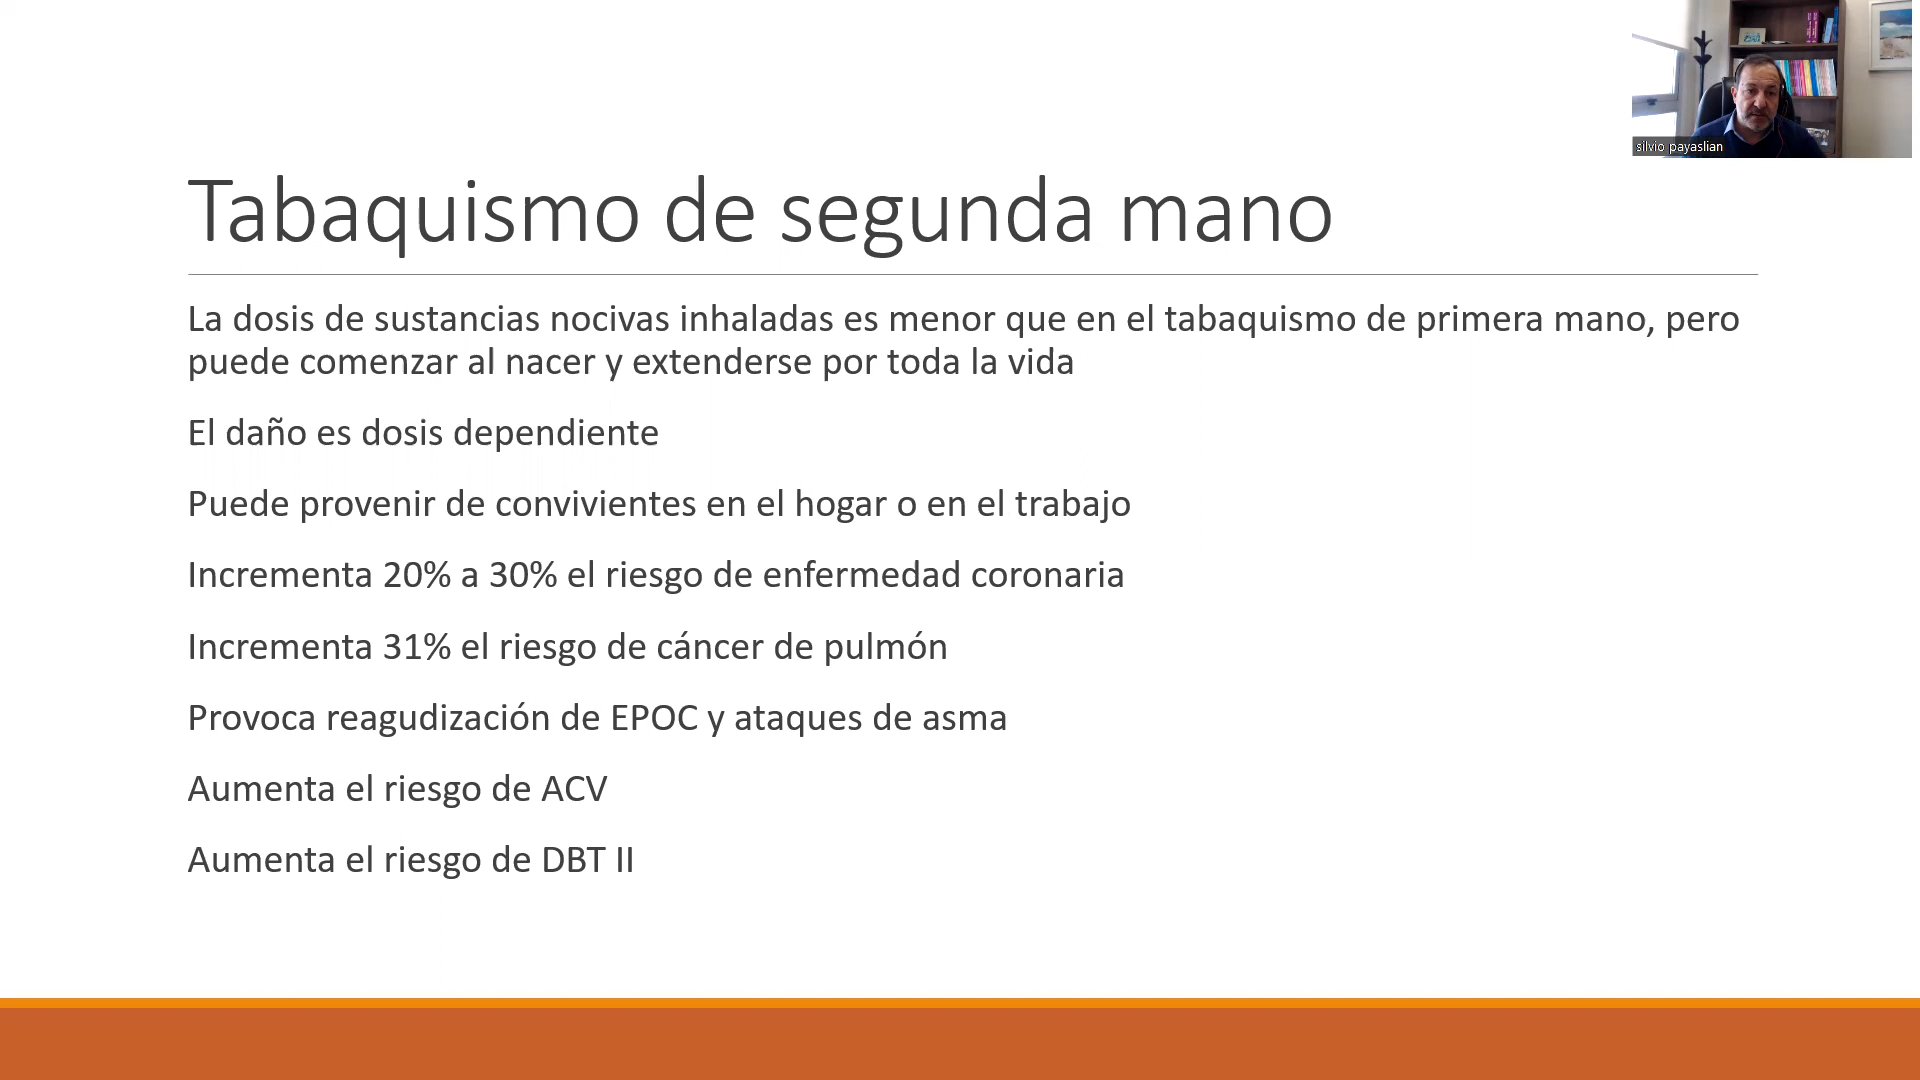 silvio payaslian
Tabaquismo de segunda mano
La dosis de sustancias nocivas inhaladas es menor que en el tabaquismo de primera mano, pero
puede comenzar al nacer y extenderse por toda la vida
El daño es dosis dependiente
Puede provenir de convivientes en el hogar o en el trabajo
Incrementa 20% a 30% el riesgo de enfermedad coronaria
Incrementa 31% el riesgo de cáncer de pulmón
Provoca reagudización de EPOC y ataques de asma
Aumenta el riesgo de ACV
Aumenta el riesgo de DBT II